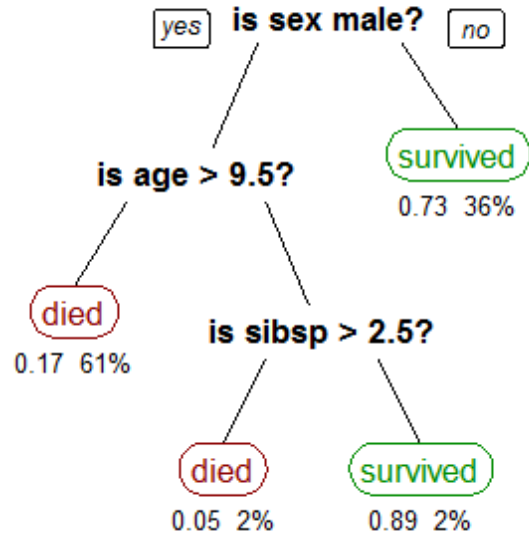 yes is sex male? no
survived
is age > 9.5?
0.73 36%
died
is sibsp > 2.5?
0.17 61%
died survived
0.05 2% 0.89 2%